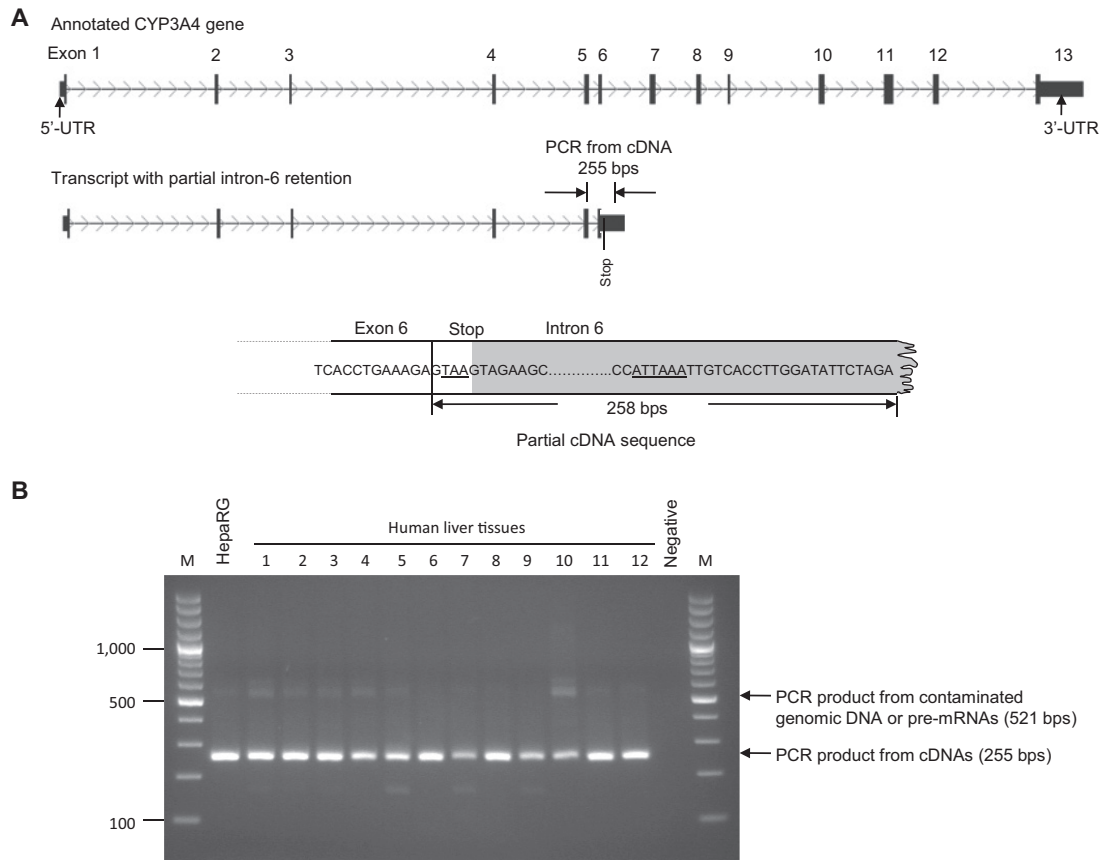 A
Annotated CYP3A4 gene
Exon 1 2 3 4 5 6 7 8 9 10 11 12 13
5'-UTR
3'-UTR
PCR from cDNA
255 bps
Transcript with partial intron-6 retention
Stop
Exon 6 Stop Intron 6
TCACCTGAAAGAGTAAGTAGAAGC.............CCATTAAATTGTCACCTTGGATATTCTAGA
258 bps
Partial cDNA sequence
B
M HepaRG Human liver tissues Negative M
1 2 3 4 5 6 7 8 9 10 11 12
1,000
500
100
PCR product from contaminated
genomic DNA or pre-mRNAs (521 bps)
PCR product from cDNAs (255 bps)